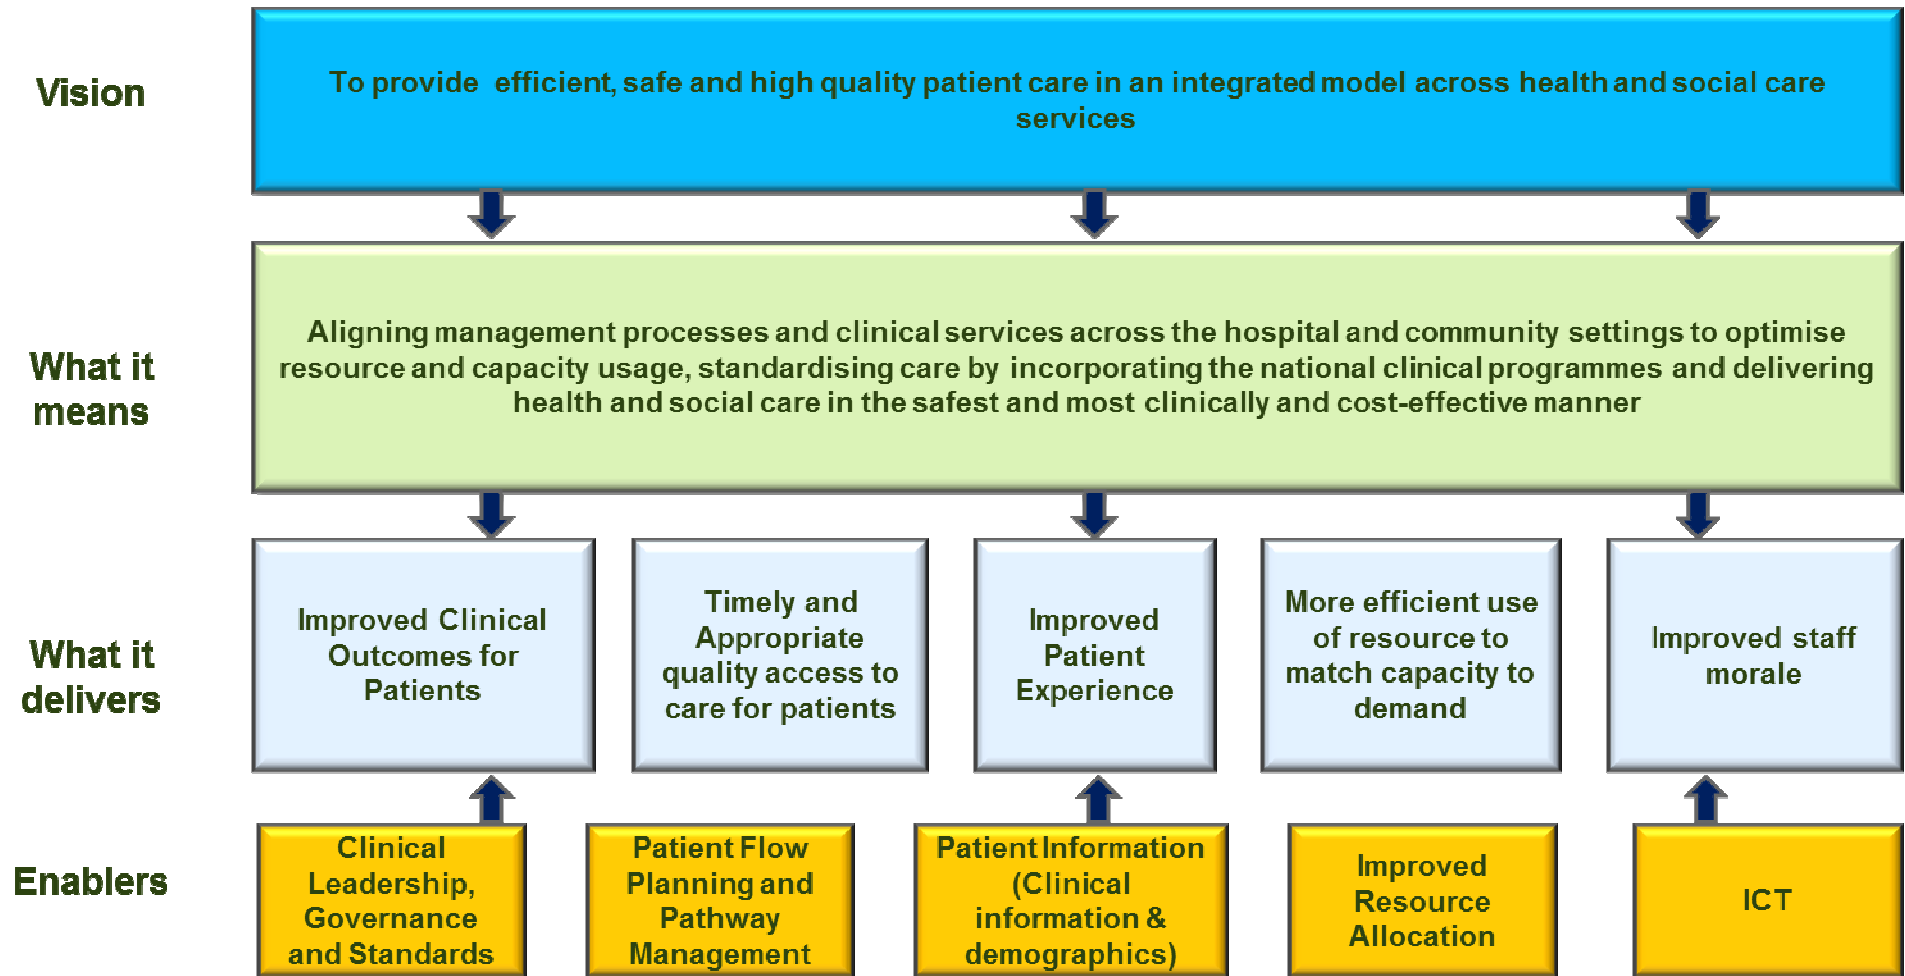 Vision
To provide efficient, safe and high quality patient care in an integrated model across health and social care
services
What it
means
Aligning management processes and clinical services across the hospital and community settings to optimise
resource and capacity usage, standardising care by incorporating the national clinical programmes and delivering
health and social care in the safest and most clinically and cost-effective manner
What it
delivers
Improved Clinical
Outcomes for
Patients
Timely and
Appropriate
quality access to
care for patients
Improved
Patient
Experience
More efficient use
of resource to
match capacity to
demand
Improved staff
morale
Enablers
Clinical
Leadership,
Governance
and Standards
Patient Flow
Planning and
Pathway
Management
Patient Information
(Clinical
information &
demographics)
Improved
Resource
Allocation
ICT